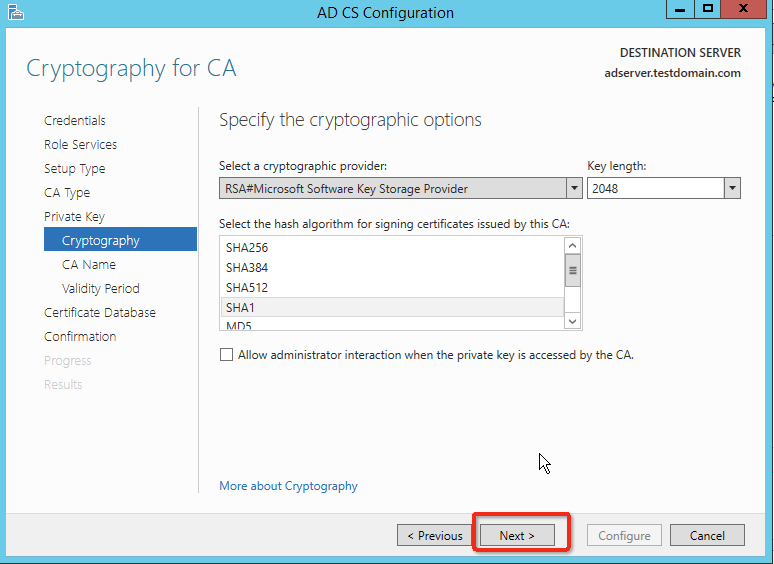 AD CS Configuration
Cryptography for CA
DESTINATION SERVER
adserver.testdomain.com
Credentials
Role Services
Setup Type
CA Type
Private Key
Cryptography
CA Name
Validity Period
Certificate Database
Confirmation
Progress
Results
Specify the cryptographic options
Select a cryptographic provider:
Key length:
RSA#Microsoft Software Key Storage Provider
2048
Select the hash algorithm for signing certificates issued by this CA:
SHA256
SHA384
SHA512
SHA1
MD5
Allow administrator interaction when the private key is accessed by the CA.
More about Cryptography
< Previous
Next >
Configure
Cancel